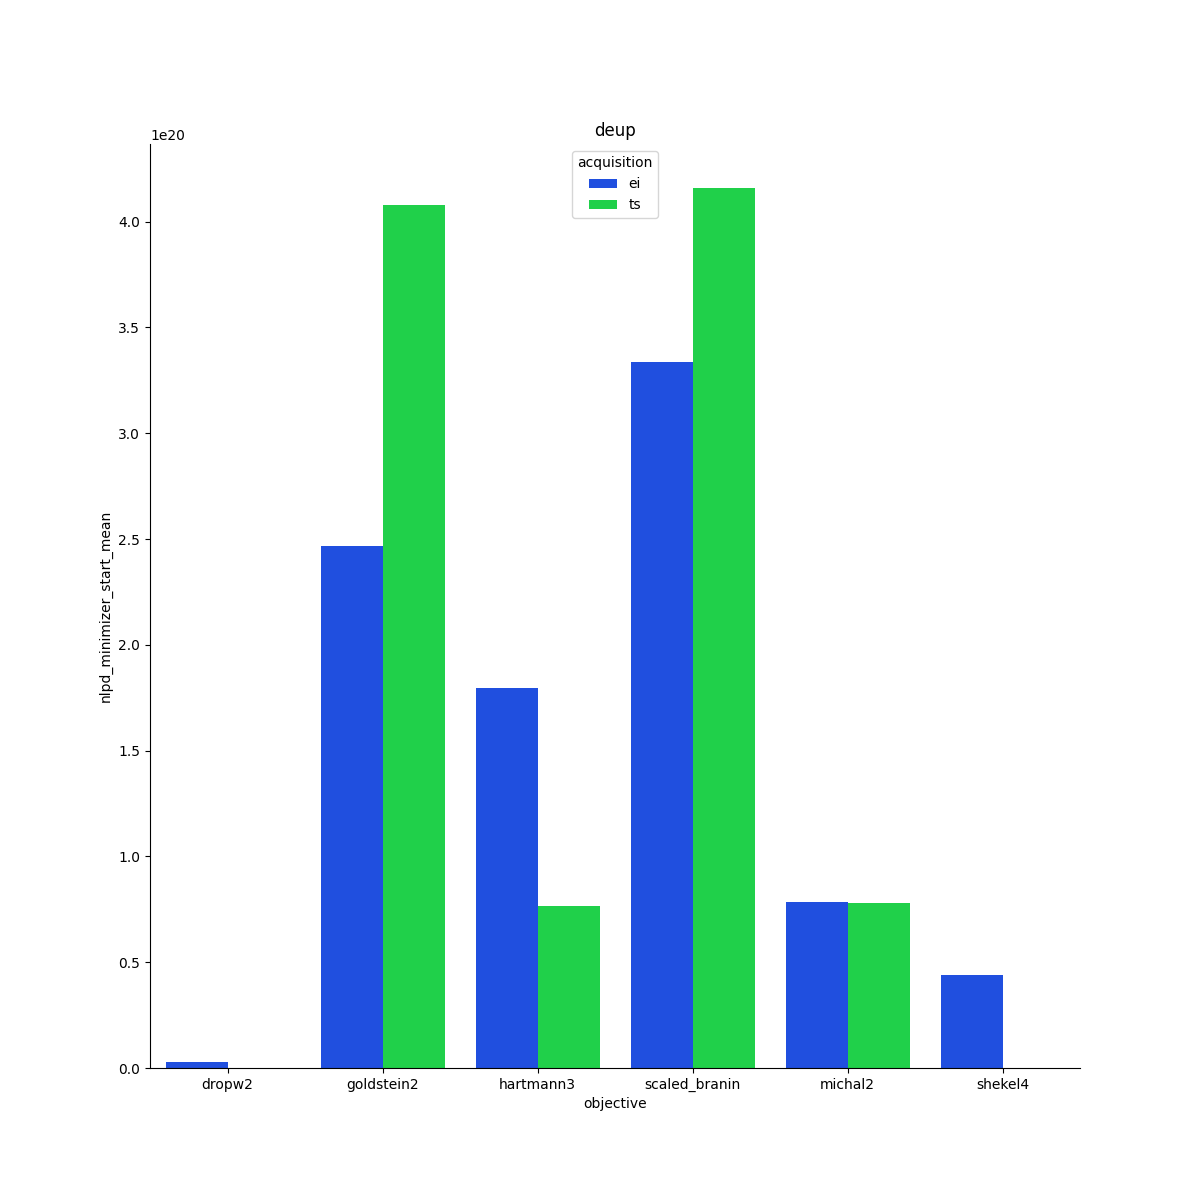 deup
1e20
acquisition
ei
ts
4.0
3.5
3.0
2.5
2.0
1.5
1.0
0.5
0.0
nlpd_minimizer_start_mean
dropw2 goldstein2 hartmann3 scaled_branin michal2 shekel4
objective